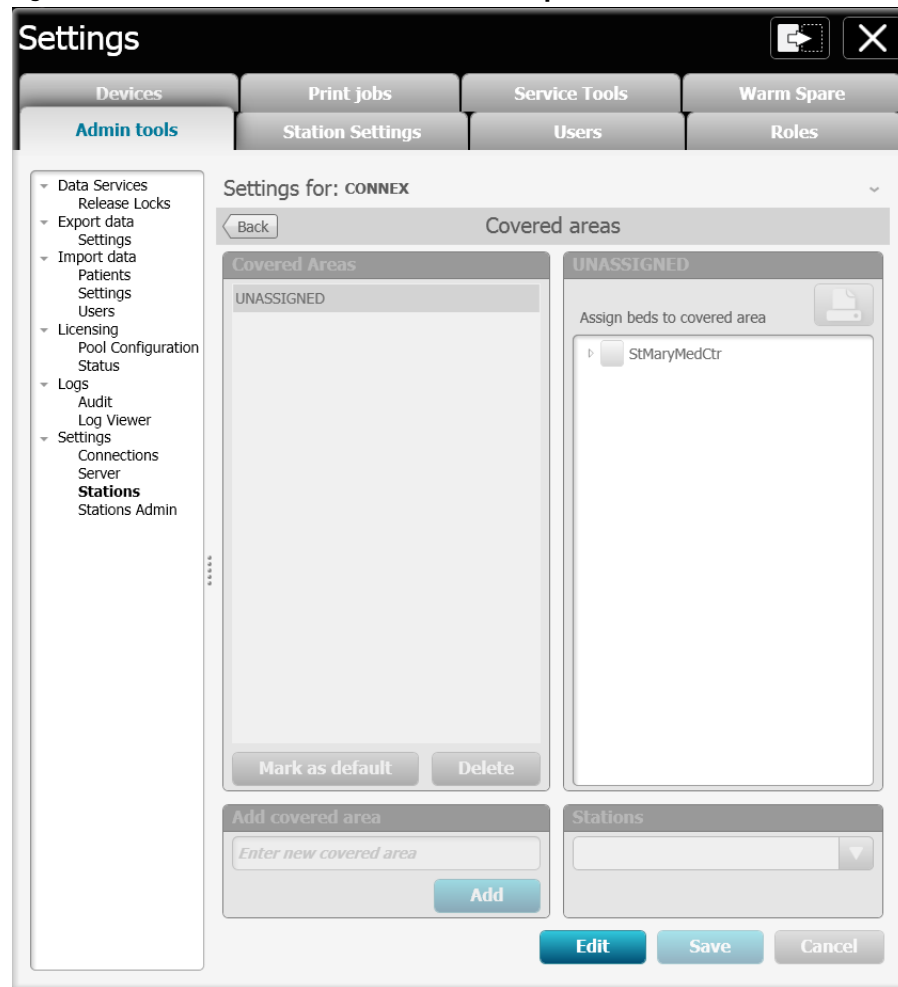 Settings
Devices
Print jobs
Service Tools
Warm Spare
Admin tools
Station Settings
Users
Roles
Data Services
Release Locks
Export data
Settings
Import data
Patients
Settings
Users
Licensing
Pool Configuration
Status
Logs
Audit
Log Viewer
Settings
Connections
Server
Stations
Stations Admin
Settings for: CONNEX
Back
Covered areas
Covered Areas
UNASSIGNED
Mark as default
Delete
UNASSIGNED
Assign beds to covered area
StMaryMedCtr
Add covered area
Enter new covered area
Add
Stations
Edit
Save
Cancel